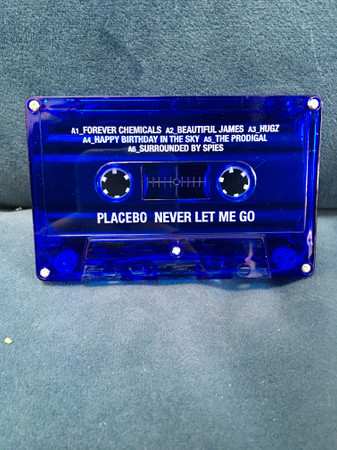 A1_FOREVER CHEMICALS A2_BEAUTIFUL JAMES A3_HUGZ
A4_HAPPY BIRTHDAY IN THE SKY A5_THE PRODIGAL
A6_SURROUNDED BY SPIES
PLACEBO NEVER LET ME GO